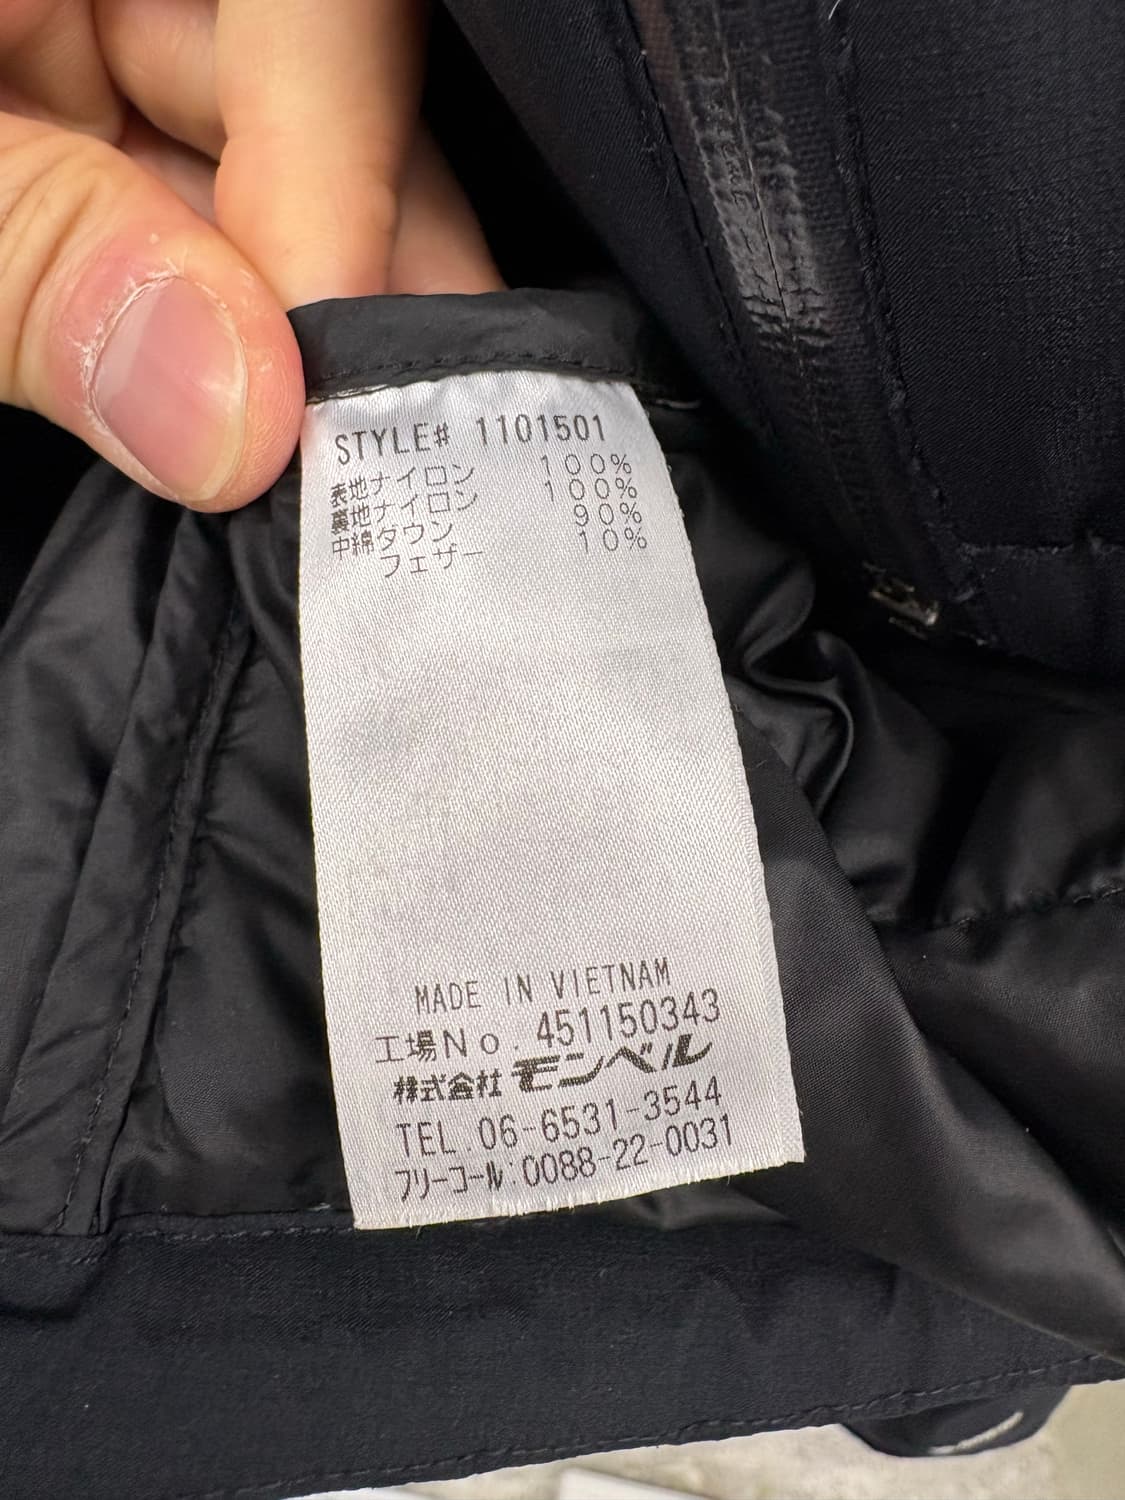 STYLE# 1101501
表地ナイロン 100%
裏地ナイロン 100%
中綿ダウン 90%
フェザー 10%
MADE IN VIETNAM
工場No. 451150343
株式会社 モンベル
TEL.06-6531-3544
フリーコール:0088-22-0031